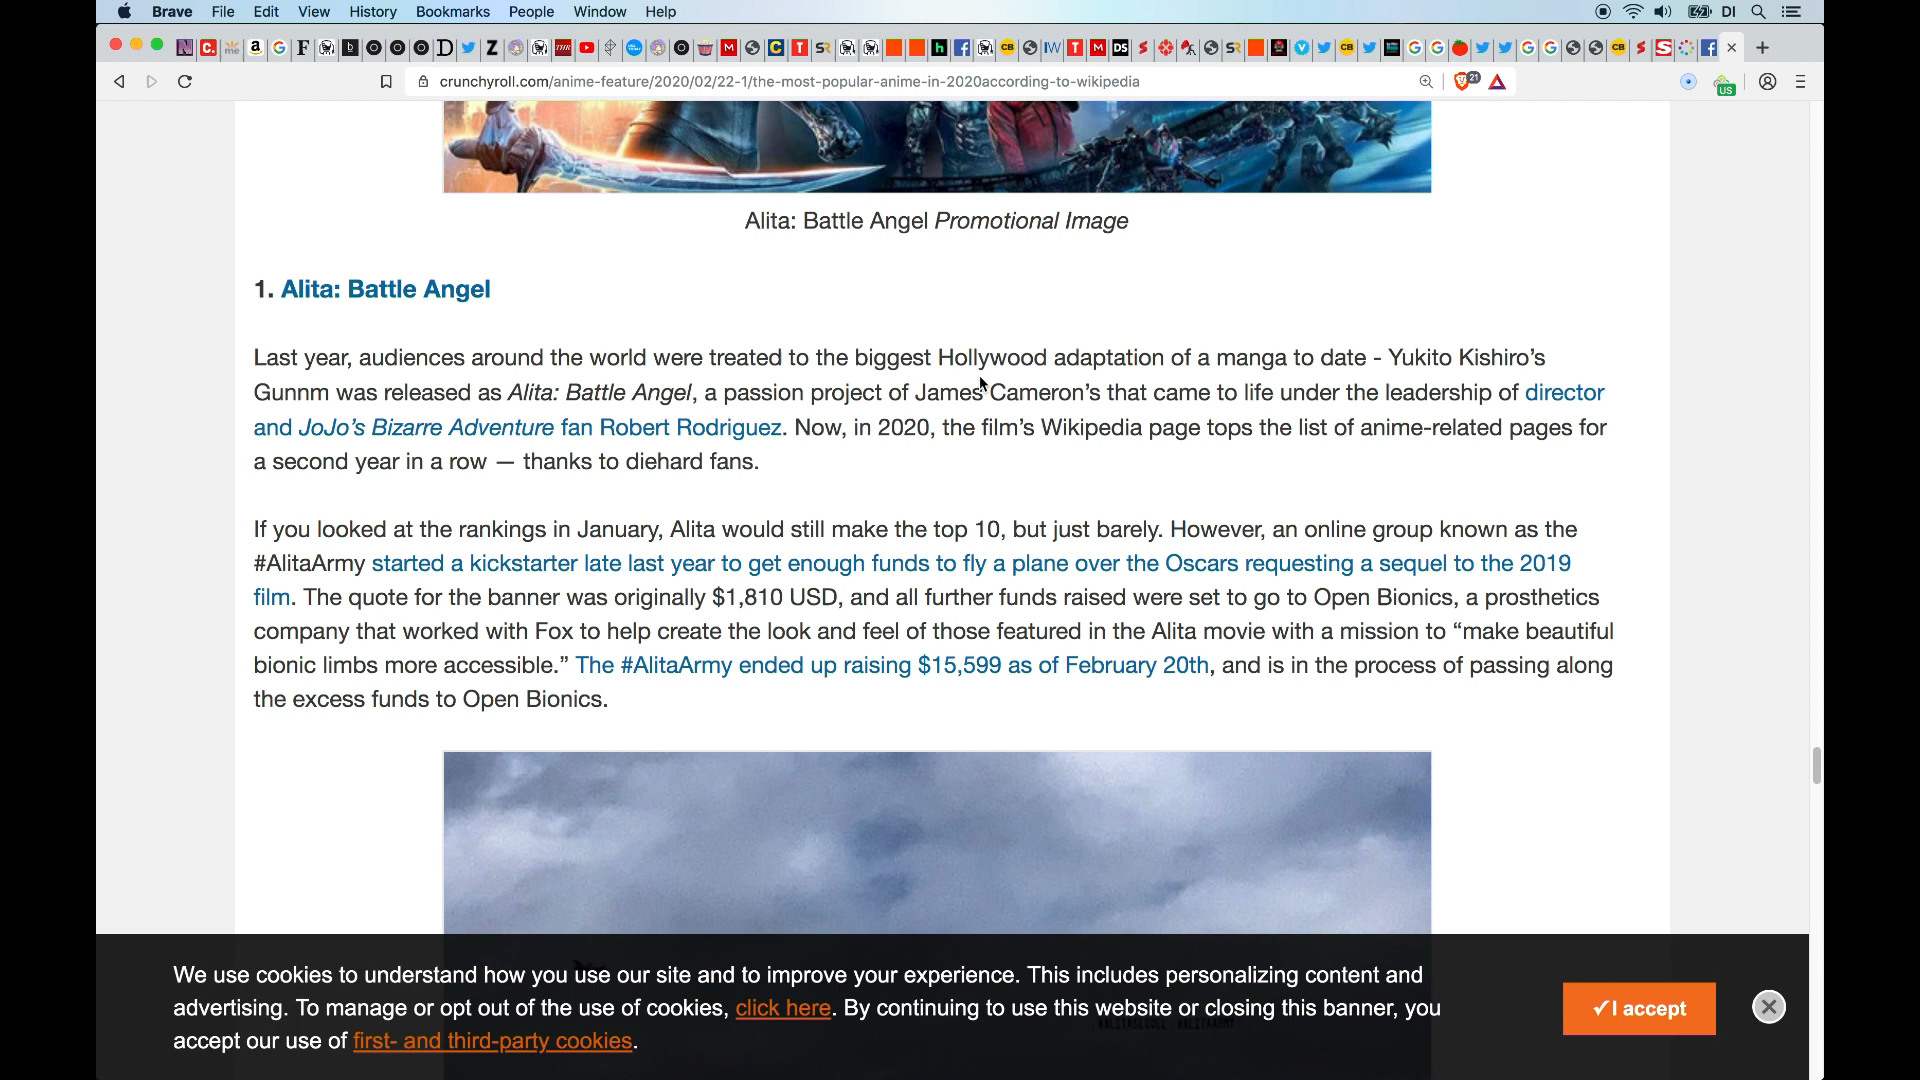 Brave File Edit View History Bookmarks People Window Help DI
crunchyroll.com/anime-feature/2020/02/22-1/the-most-popular-anime-in-2020according-to-wikipedia 21 US
Alita: Battle Angel Promotional Image
1. Alita: Battle Angel
Last year, audiences around the world were treated to the biggest Hollywood adaptation of a manga to date - Yukito Kishiro’s
Gunnm was released as Alita: Battle Angel, a passion project of James Cameron’s that came to life under the leadership of director
and JoJo’s Bizarre Adventure fan Robert Rodriguez. Now, in 2020, the film’s Wikipedia page tops the list of anime-related pages for
a second year in a row — thanks to diehard fans.
If you looked at the rankings in January, Alita would still make the top 10, but just barely. However, an online group known as the
#AlitaArmy started a kickstarter late last year to get enough funds to fly a plane over the Oscars requesting a sequel to the 2019
film. The quote for the banner was originally $1,810 USD, and all further funds raised were set to go to Open Bionics, a prosthetics
company that worked with Fox to help create the look and feel of those featured in the Alita movie with a mission to “make beautiful
bionic limbs more accessible.” The #AlitaArmy ended up raising $15,599 as of February 20th, and is in the process of passing along
the excess funds to Open Bionics.
We use cookies to understand how you use our site and to improve your experience. This includes personalizing content and
advertising. To manage or opt out of the use of cookies, click here. By continuing to use this website or closing this banner, you
accept our use of first- and third-party cookies.
✓I accept